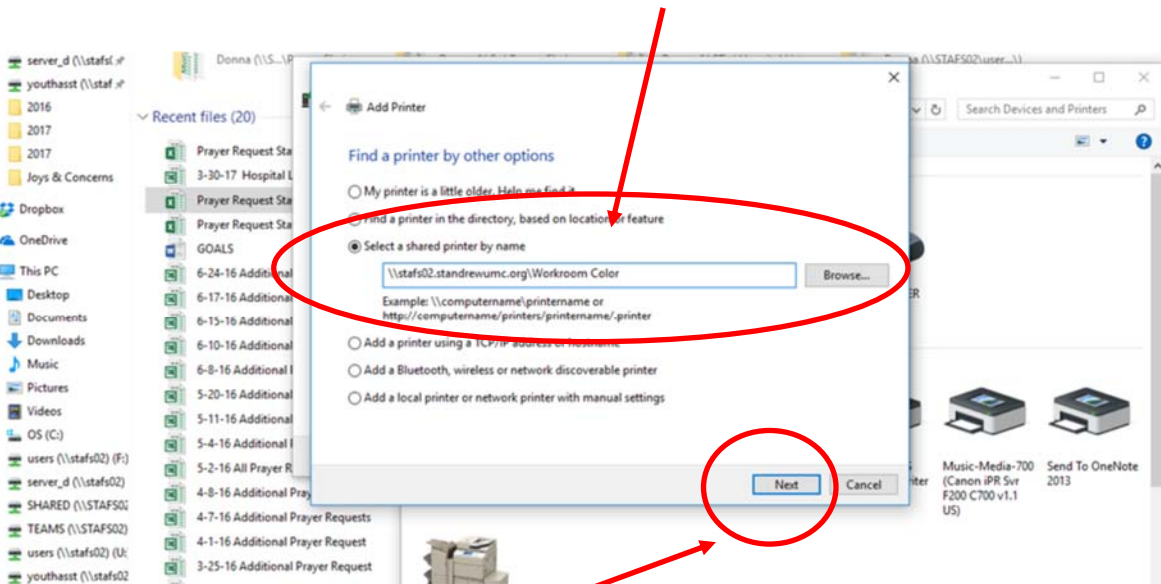 server_d (\\stafs(
youthasst (\\staf
2016
2017
2017
Joys & Concerns
Dropbox
OneDrive
This PC
Desktop
Documents
Downloads
Music
Pictures
Videos
OS (C:)
users (\\stafs02) (F:)
server_d (\\stafs02)
SHARED (\\STAFS02
TEAMS (\\STAFS02)
users (\\stafs02) (U:
youthasst (\\stafs02
Donna (\\S...\P
Recent files (20)
Prayer Request Sta
3-30-17 Hospital L
Prayer Request Sta
Prayer Request Sta
GOALS
6-24-16 Additional
6-17-16 Additional
6-15-16 Additional
6-10-16 Additional
6-8-16 Additional
5-20-16 Additional
5-11-16 Additional
5-4-16 Additional
5-2-16 All Prayer R
4-8-16 Additional Pray
4-7-16 Additional Prayer Requests
4-1-16 Additional Prayer Request
3-25-16 Additional Prayer Request
Add Printer
Find a printer by other options
My printer is a little older. Help me find it.
Find a printer in the directory, based on location or feature
Select a shared printer by name
\\stafs02.standrewumc.org\Workroom Color
Browse...
Example: \\computername\printername or
http://computername/printers/printername/.printer
Add a printer using a TCP/IP address or hostname
Add a Bluetooth, wireless or network discoverable printer
Add a local printer or network printer with manual settings
Next
Cancel
(\\STAFS02\user...\)
Search Devices and Printers
ER
Music-Media-700
(Canon iPR Svr
F200 C700 v1.1
US)
Send To OneNote
2013